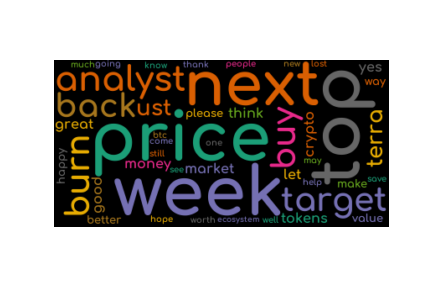 much going know thank people new lost
analyst next top yes
way
back ust please think buy crypto terra
great btc
price
come one
still
burn money see market may
happy good week let make save
help
target
better hope worth ecosystem well tokens value